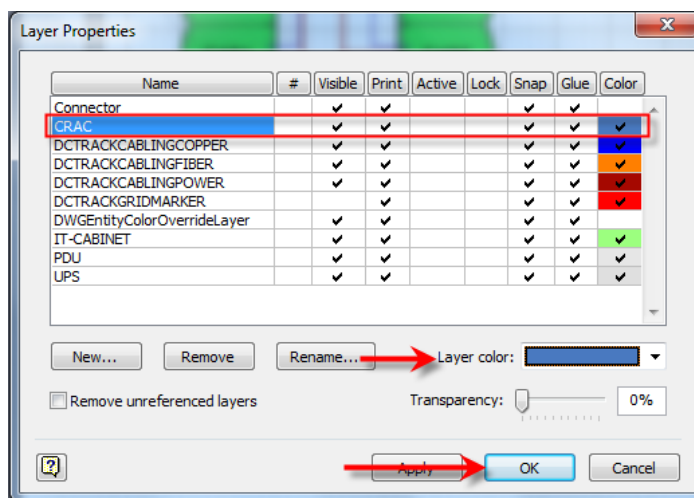 Layer Properties
Name # Visible Print Active Lock Snap Glue Color
Connector
CRAC
DCTRACKCABLINGCOPPER
DCTRACKCABLINGFIBER
DCTRACKCABLINGPOWER
DCTRACKGRIDMARKER
DWGEntityColorOverrideLayer
IT-CABINET
PDU
UPS
New... Remove Rename... Layer color:
Remove unreferenced layers Transparency: 0%
Apply OK Cancel